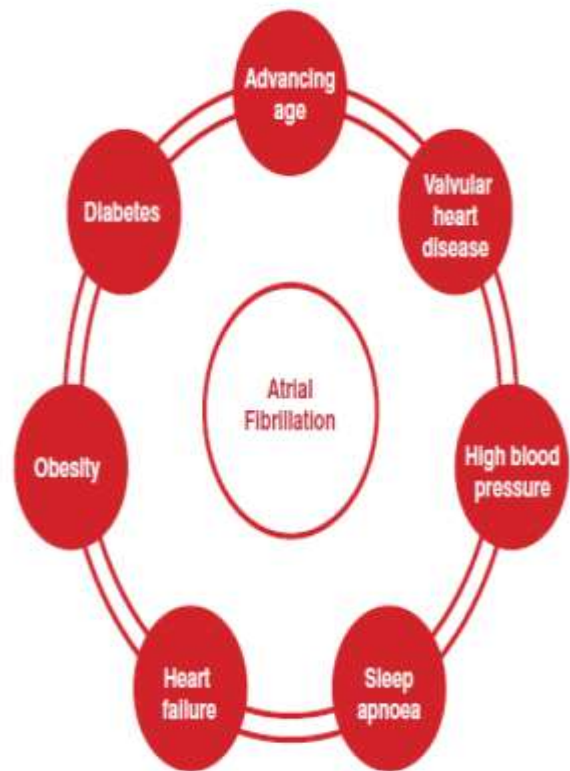 Advancing
age
Valvular
heart
disease
High blood
pressure
Sleep
apnoea
Heart
failure
Obesity
Diabetes
Atrial
Fibrillation